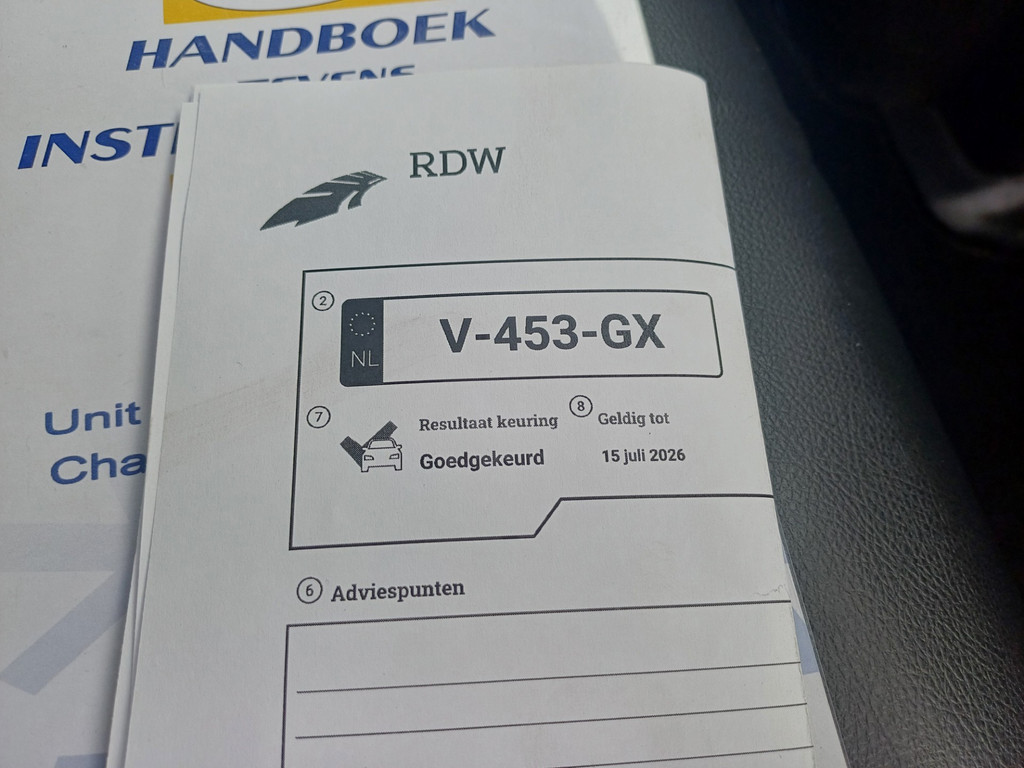 HANDBOEK
TEVENS
INST
Unit
Cha
RDW
2
NL
V-453-GX
7
Resultaat keuring
Goedgekeurd
8
Geldig tot
15 juli 2026
6 Adviespunten